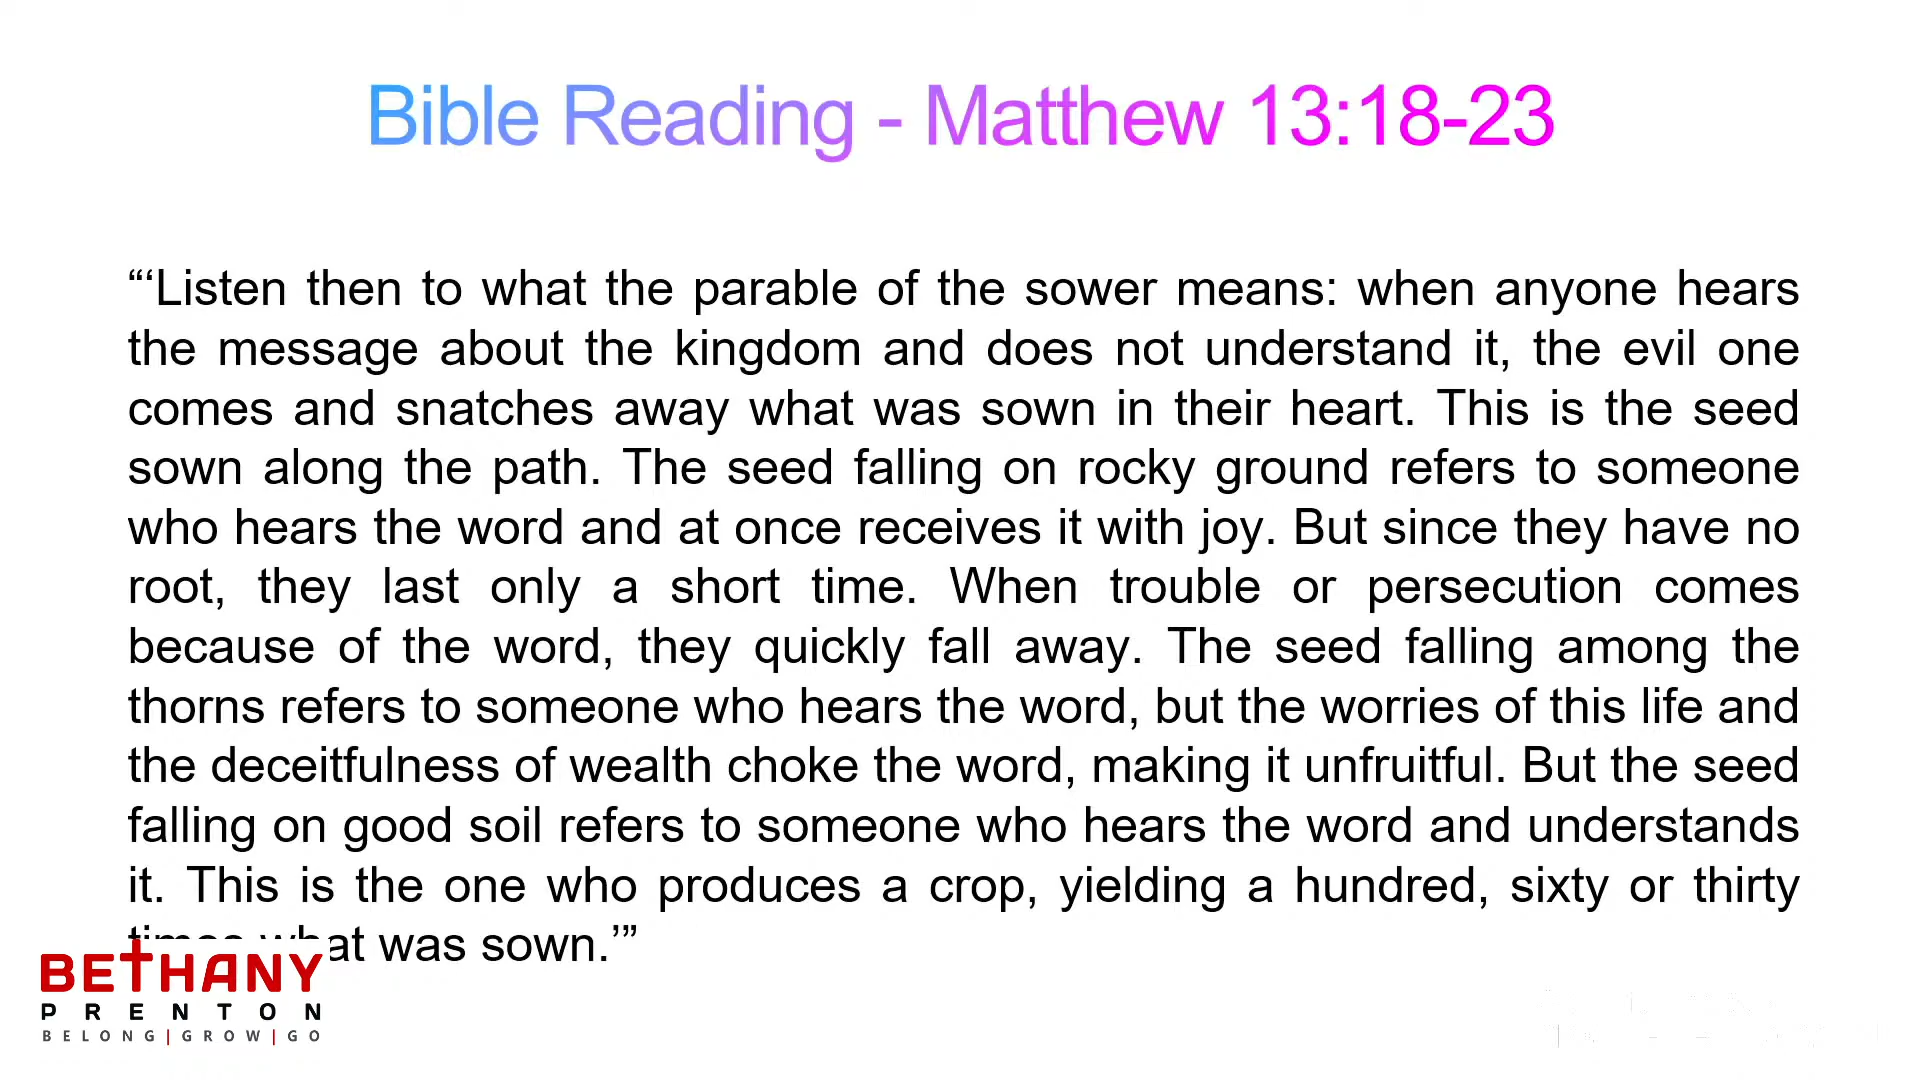 Bible Reading - Matthew 13:18-23
“‘Listen then to what the parable of the sower means: when anyone hears
the message about the kingdom and does not understand it, the evil one
comes and snatches away what was sown in their heart. This is the seed
sown along the path. The seed falling on rocky ground refers to someone
who hears the word and at once receives it with joy. But since they have no
root, they last only a short time. When trouble or persecution comes
because of the word, they quickly fall away. The seed falling among the
thorns refers to someone who hears the word, but the worries of this life and
the deceitfulness of wealth choke the word, making it unfruitful. But the seed
falling on good soil refers to someone who hears the word and understands
it. This is the one who produces a crop, yielding a hundred, sixty or thirty
times what was sown.’”
BETHANY
PRENTON
BELONG|GROW|GO